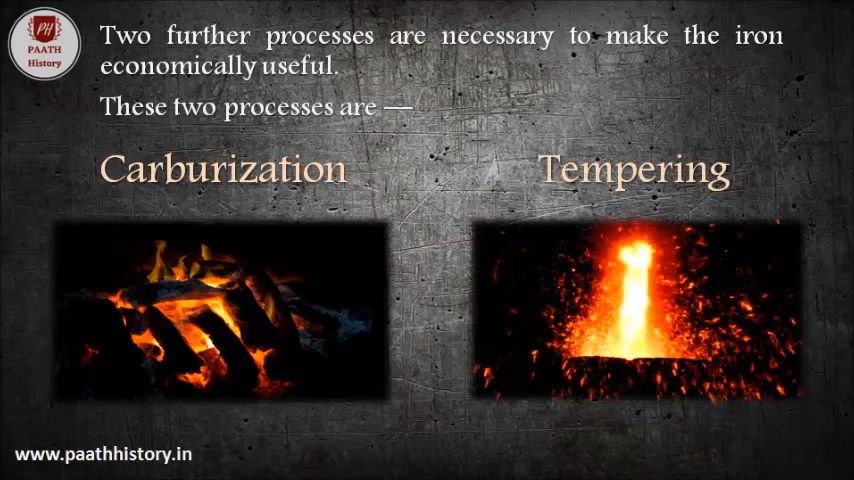 PH
PAATH
History
Two further processes are necessary to make the iron
economically useful.
These two processes are —
Carburization
Tempering
www.paathhistory.in